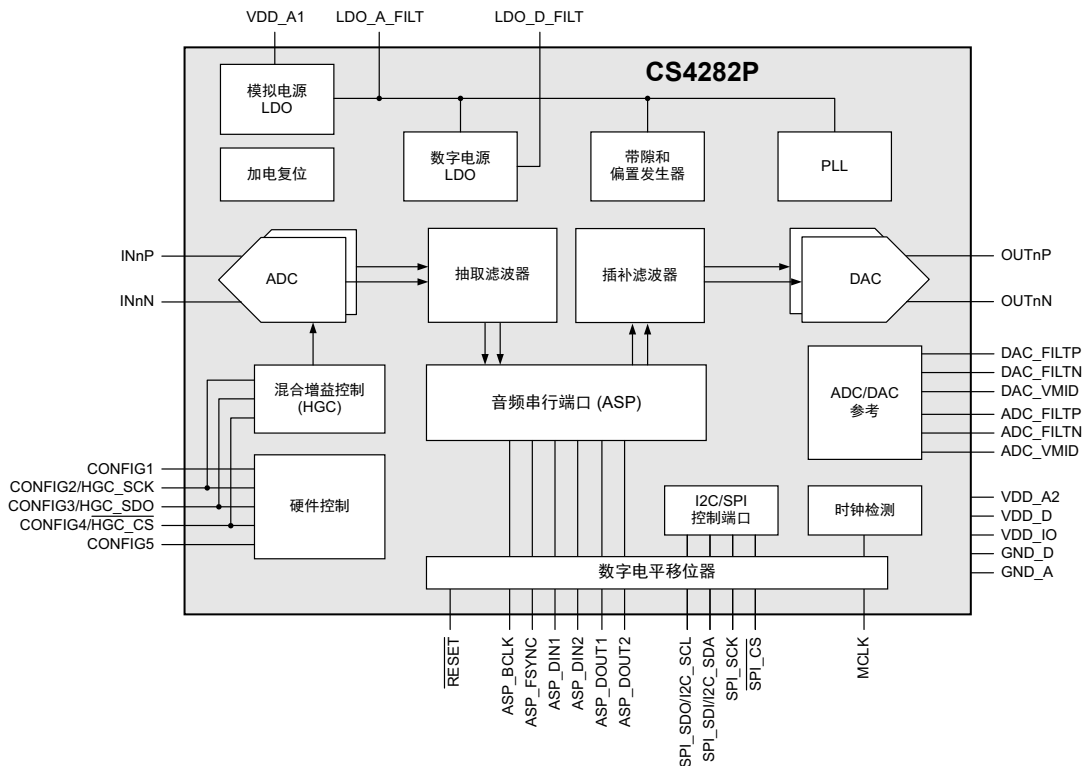 VDD_A1
LDO_A_FILT
LDO_D_FILT
CS4282P
模拟电源
LDO
加电复位
数字电源
LDO
带隙和
偏置发生器
PLL
INnP
INnN
ADC
抽取滤波器
插补滤波器
DAC
OUTnP
OUTnN
混合增益控制
(HGC)
音频串行端口 (ASP)
ADC/DAC
参考
DAC_FILTP
DAC_FILTN
DAC_VMID
ADC_FILTP
ADC_FILTN
ADC_VMID
CONFIG1
CONFIG2/HGC_SCK
CONFIG3/HGC_SDO
CONFIG4/HGC_CS
CONFIG5
硬件控制
I2C/SPI
控制端口
时钟检测
VDD_A2
VDD_D
VDD_IO
GND_D
GND_A
数字电平移位器
RESET
ASP_BCLK
ASP_FSYNC
ASP_DIN1
ASP_DIN2
ASP_DOUT1
ASP_DOUT2
SPI_SDO/I2C_SCL
SPI_SDI/I2C_SDA
SPI_SCK
SPI_CS
MCLK